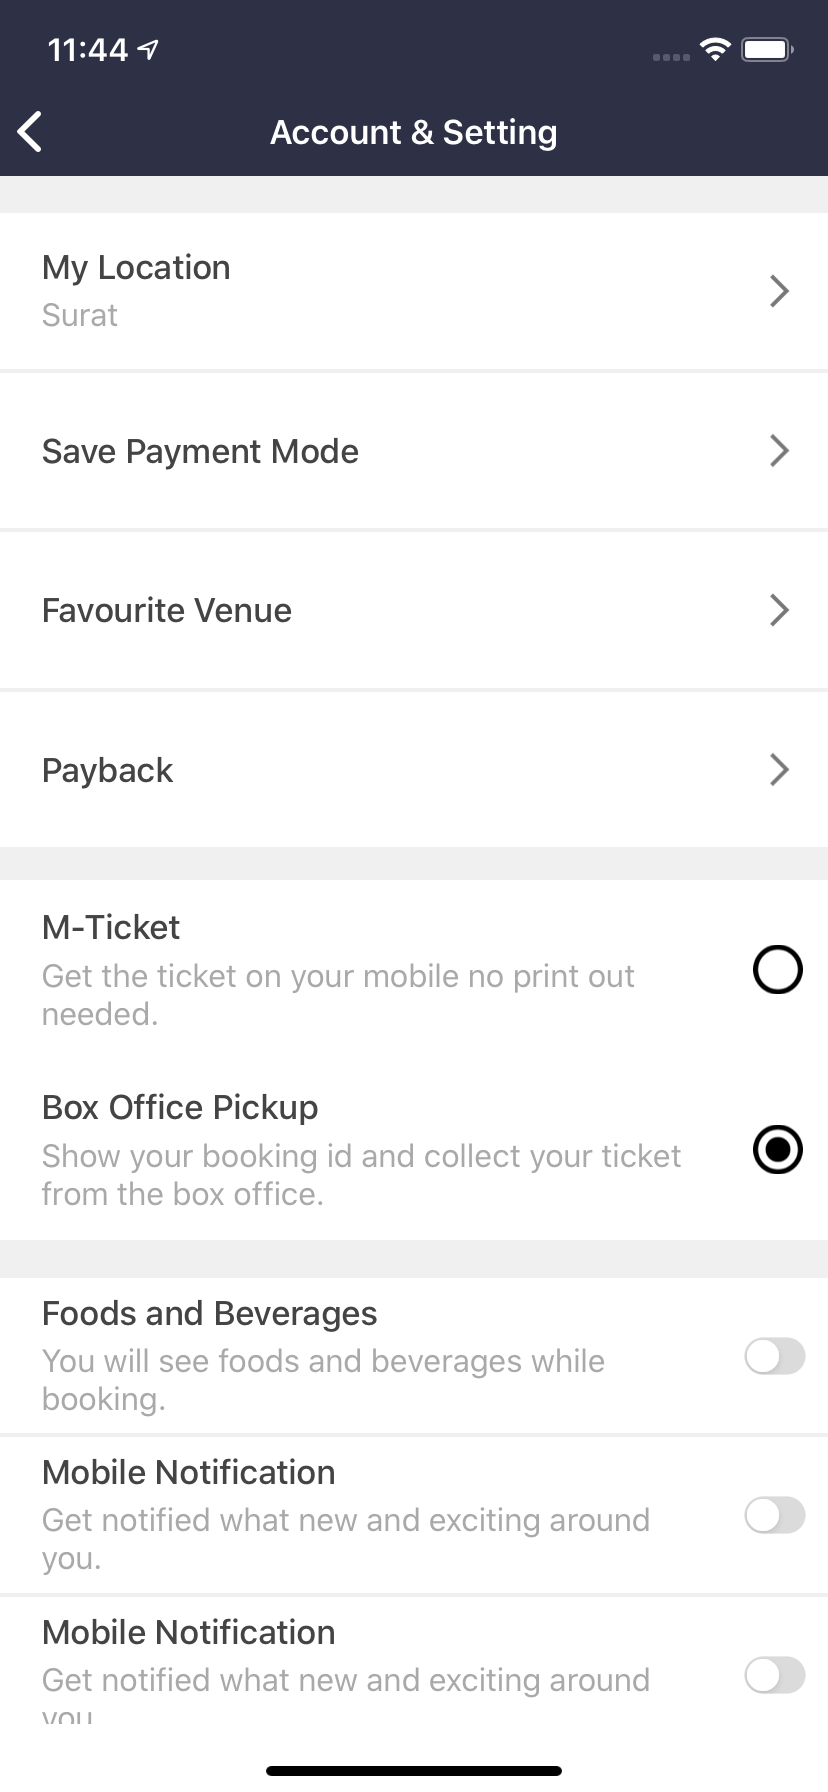 11:44
Account & Setting
My Location
Surat
Save Payment Mode
Favourite Venue
Payback
M-Ticket
Get the ticket on your mobile no print out
needed.
Box Office Pickup
Show your booking id and collect your ticket
from the box office.
Foods and Beverages
You will see foods and beverages while
booking.
Mobile Notification
Get notified what new and exciting around
you.
Mobile Notification
Get notified what new and exciting around
you